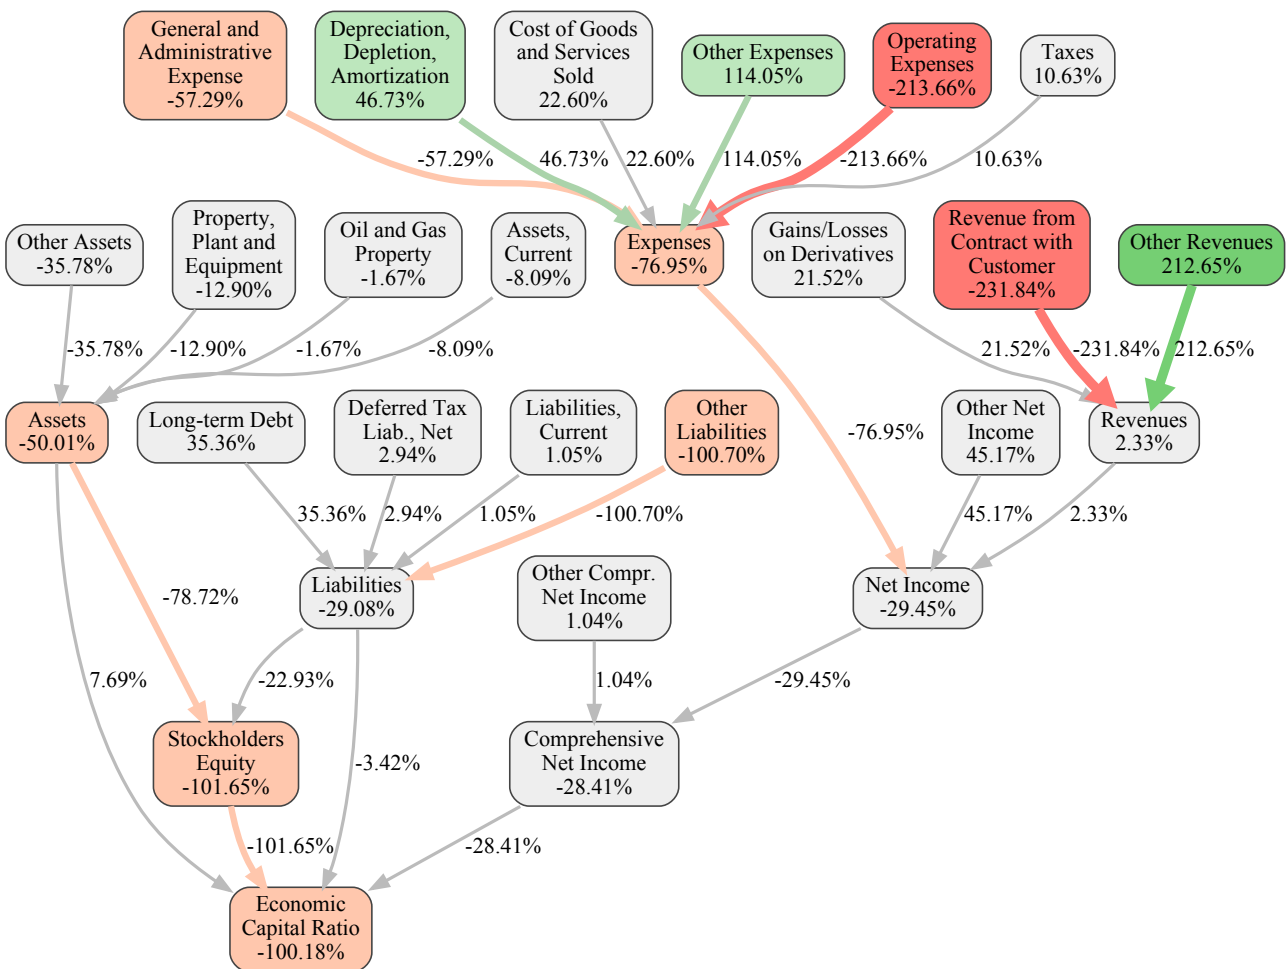 General and
Administrative
Expense
-57.29%
Depreciation,
Depletion,
Amortization
46.73%
Cost of Goods
and Services
Sold
22.60%
Other Expenses
114.05%
Operating
Expenses
-213.66%
Taxes
10.63%
-57.29%
46.73%
22.60%
114.05%
-213.66%
10.63%
Other Assets
-35.78%
Property,
Plant and
Equipment
-12.90%
Oil and Gas
Property
-1.67%
Assets,
Current
-8.09%
Expenses
-76.95%
Gains/Losses
on Derivatives
21.52%
Revenue from
Contract with
Customer
-231.84%
Other Revenues
212.65%
-35.78%
-12.90%
-1.67%
-8.09%
21.52%
-231.84%
212.65%
Assets
-50.01%
Long-term Debt
35.36%
Deferred Tax
Liab., Net
2.94%
Liabilities,
Current
1.05%
Other
Liabilities
-100.70%
-76.95%
Other Net
Income
45.17%
Revenues
2.33%
35.36%
2.94%
1.05%
-100.70%
45.17%
2.33%
-78.72%
Liabilities
-29.08%
Other Compr.
Net Income
1.04%
Net Income
-29.45%
7.69%
-22.93%
1.04%
-29.45%
Stockholders
Equity
-101.65%
-3.42%
Comprehensive
Net Income
-28.41%
-101.65%
-28.41%
Economic
Capital Ratio
-100.18%